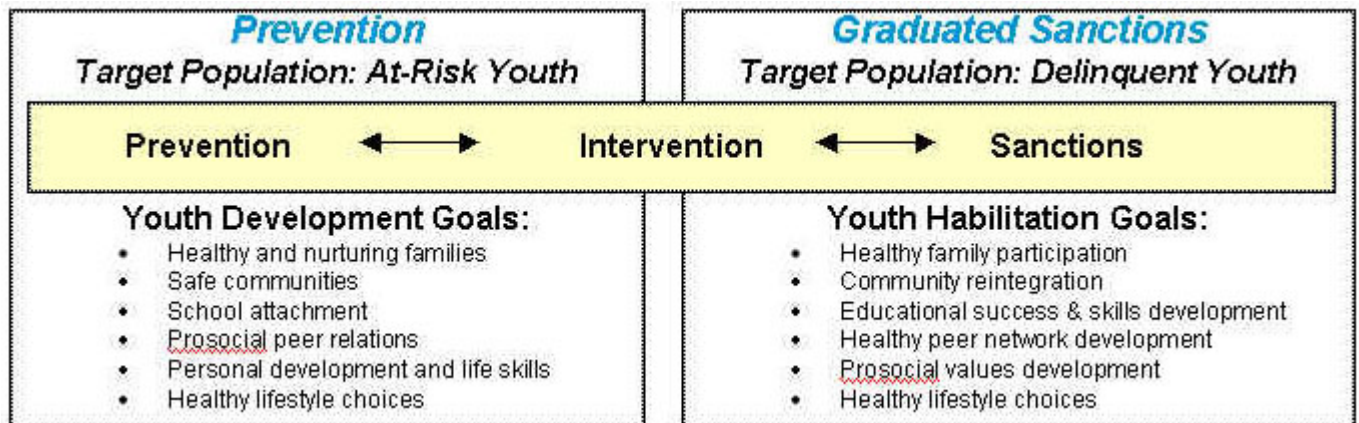 Prevention
Target Population: At-Risk Youth
Graduated Sanctions
Target Population: Delinquent Youth
Prevention Intervention Sanctions
Youth Development Goals:
• Healthy and nurturing families
• Safe communities
• School attachment
• Prosocial peer relations
• Personal development and life skills
• Healthy lifestyle choices
Youth Habilitation Goals:
• Healthy family participation
• Community reintegration
• Educational success & skills development
• Healthy peer network development
• Prosocial values development
• Healthy lifestyle choices